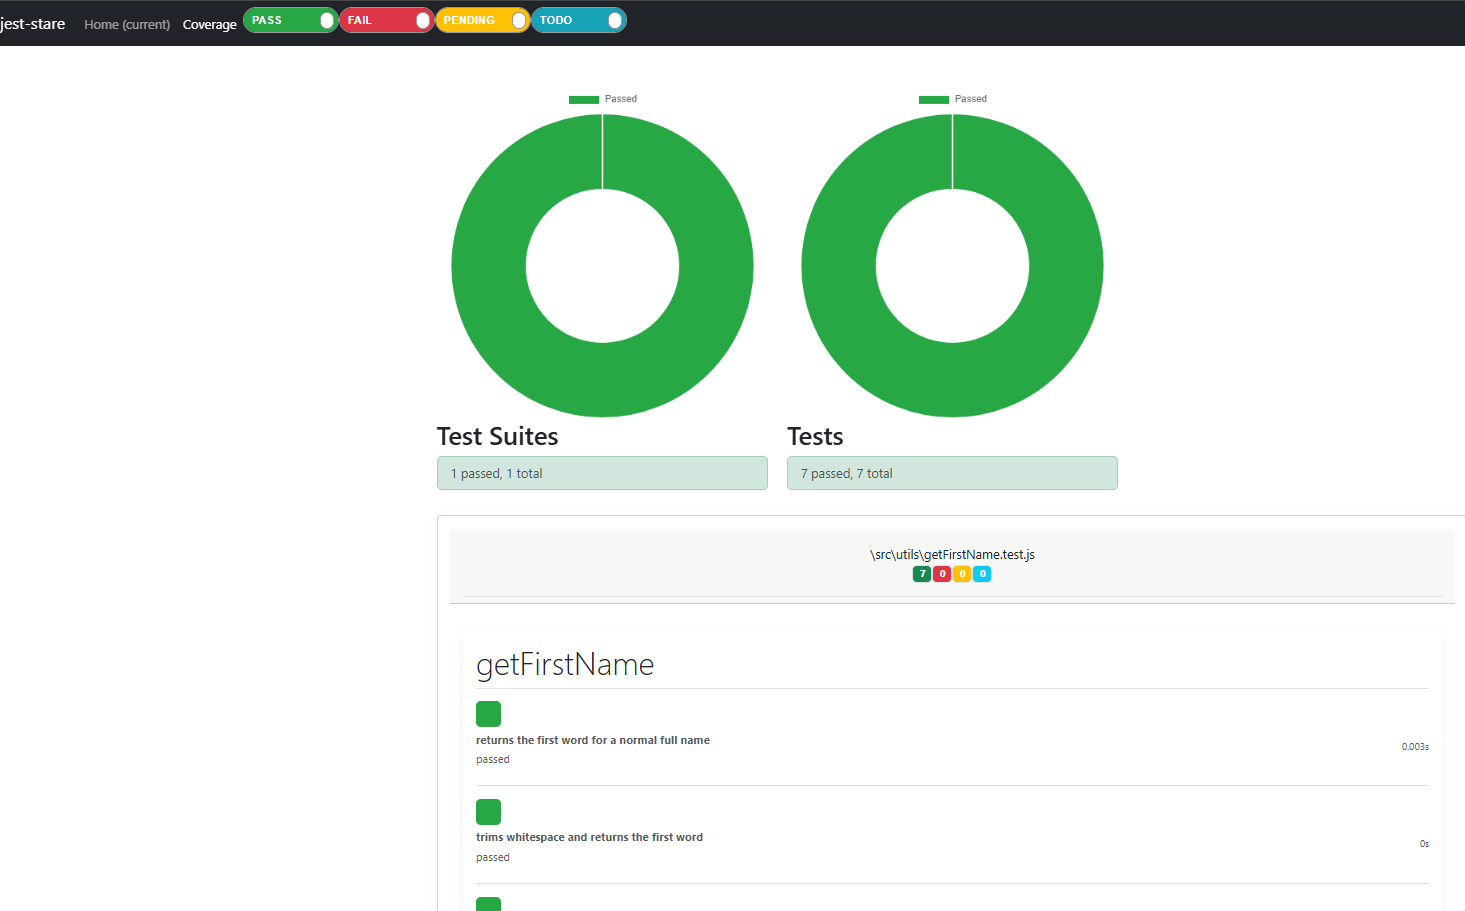 jest-stare Home (current) Coverage PASS FAIL PENDING TODO
Passed
Passed
Test Suites
1 passed, 1 total
Tests
7 passed, 7 total
\src\utils\getFirstName.test.js
7 0 0 0
getFirstName
returns the first word for a normal full name
passed
0.003s
trims whitespace and returns the first word
passed
0s